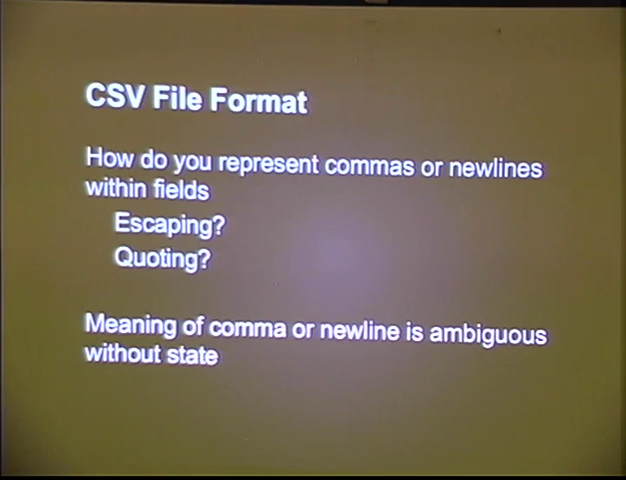 CSV File Format
How do you represent commas or newlines
within fields
Escaping?
Quoting?
Meaning of comma or newline is ambiguous
without state